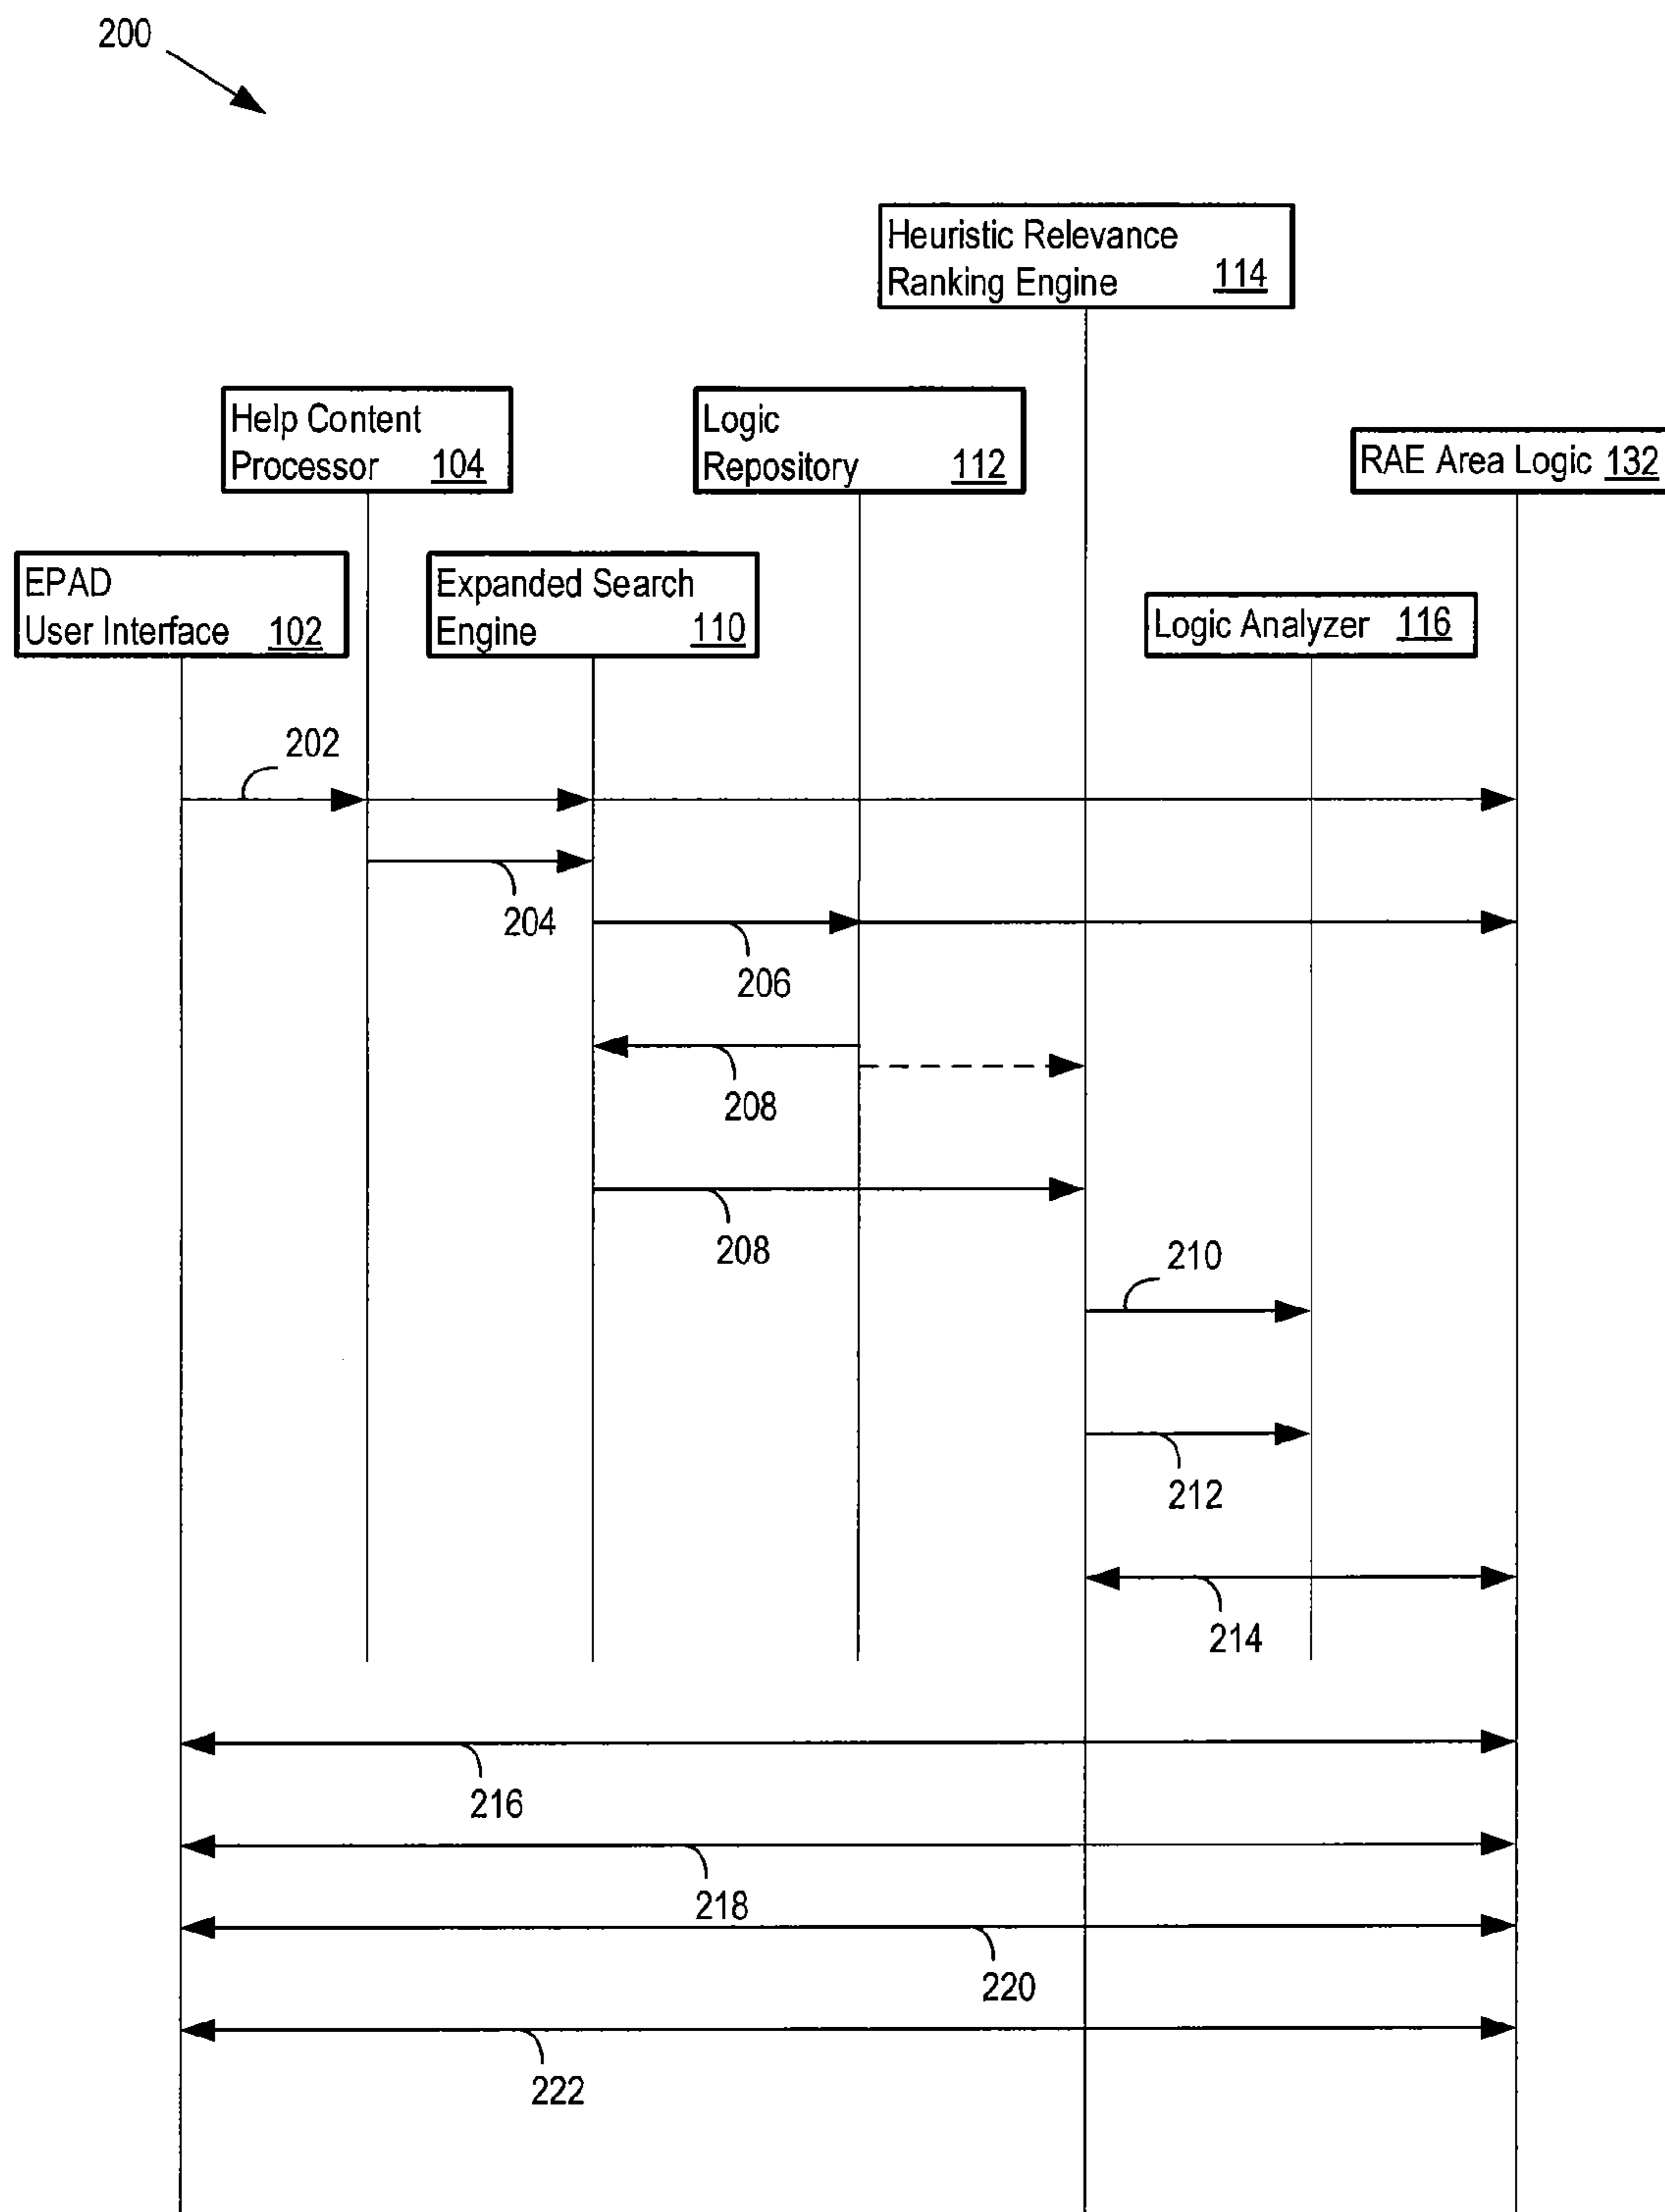 200
Heuristic Relevance
Ranking Engine 114
Help Content
Processor 104
Logic
Repository 112
RAE Area Logic 132
EPAD
User Interface 102
Expanded Search
Engine 110
Logic Analyzer 116
202
204
206
208
208
210
212
214
216
218
220
222